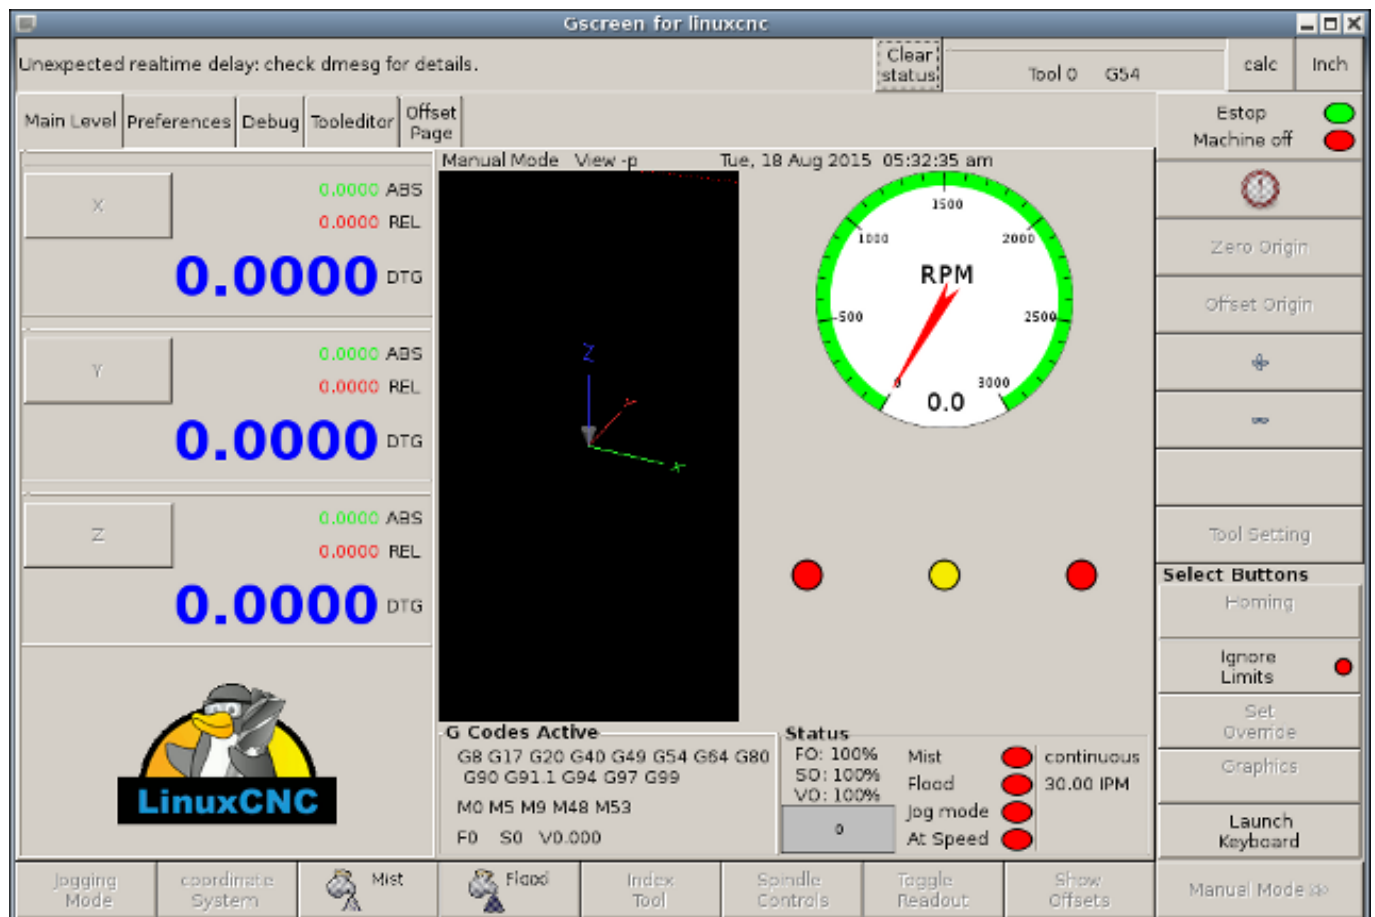 Gscreen for linuxcnc
Unexpected realtime delay: check dmesg for details.
Clear
status
Tool 0 G54
calc
Inch
Main Level
Preferences
Debug
Tooleditor
Offset
Page
Estop
Machine off
Manual Mode View -p Tue, 18 Aug 2015 05:32:35 am
X
0.0000 ABS
0.0000 REL
0.0000 DTG
Y
0.0000 ABS
0.0000 REL
0.0000 DTG
Z
0.0000 ABS
0.0000 REL
0.0000 DTG
LinuxCNC
Z
Y
X
1500
1000
2000
RPM
500
2500
0
3000
0.0
G Codes Active
G8 G17 G20 G40 G49 G54 G64 G80
G90 G91.1 G94 G97 G99
M0 M5 M9 M48 M53
F0 S0 V0.000
Status
FO: 100%
SO: 100%
VO: 100%
0
Mist
Flood
Jog mode
At Speed
continuous
30.00 IPM
Zero Origin
Offset Origin
Tool Setting
Select Buttons
Homing
Ignore
Limits
Set
Override
Graphics
Launch
Keyboard
Jogging
Mode
coordinate
System
Mist
Flood
Index
Tool
Spindle
Controls
Toggle
Readout
Show
Offsets
Manual Mode >>